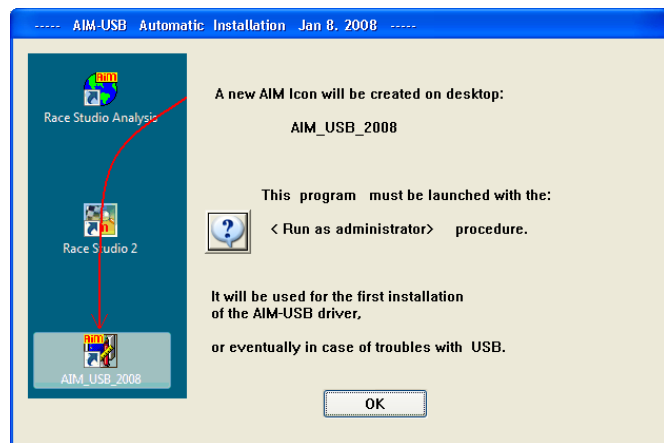 ----- AIM-USB Automatic Installation Jan 8, 2008 -----
AIM
Race Studio Analysis
Race Studio 2
AIM
AIM_USB_2008
A new AIM Icon will be created on desktop:
AIM_USB_2008
This program must be launched with the:
?
< Run as administrator> procedure.
It will be used for the first installation
of the AIM-USB driver,
or eventually in case of troubles with USB.
OK